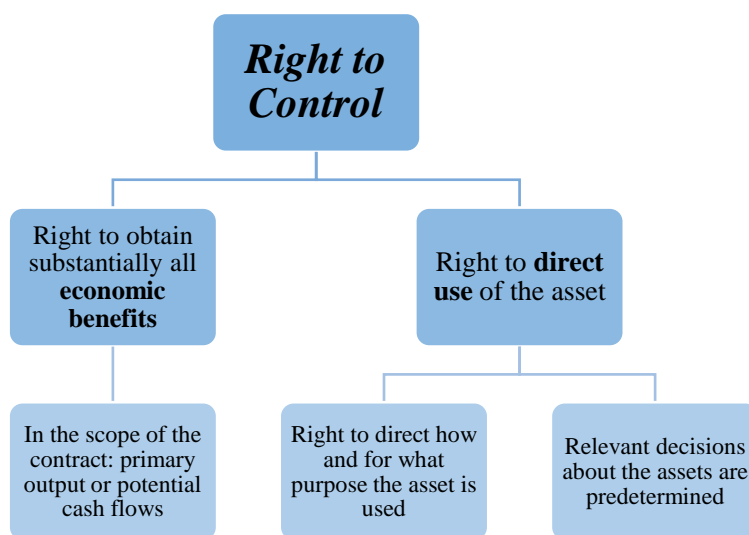 Right to
Control
Right to obtain
substantially all
economic
benefits
Right to direct
use of the asset
In the scope of the
contract: primary
output or potential
cash flows
Right to direct how
and for what
purpose the asset is
used
Relevant decisions
about the assets are
predetermined